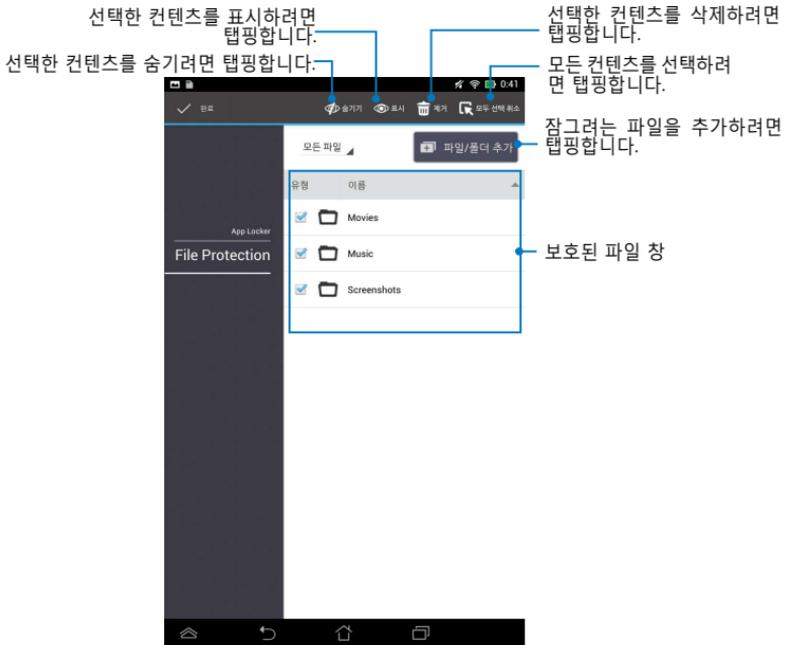 선택한 컨텐츠를 표시하려면
탭핑합니다.
선택한 컨텐츠를 숨기려면 탭핑합니다.
선택한 컨텐츠를 삭제하려면
탭핑합니다.
모든 컨텐츠를 선택하려
면 탭핑합니다.
잠그려는 파일을 추가하려면
탭핑합니다.
보호된 파일 창
0:41
완료
숨기기
표시
제거
모두 선택 취소
모든 파일
파일/폴더 추가
유형 이름
App Locker
File Protection
Movies
Music
Screenshots